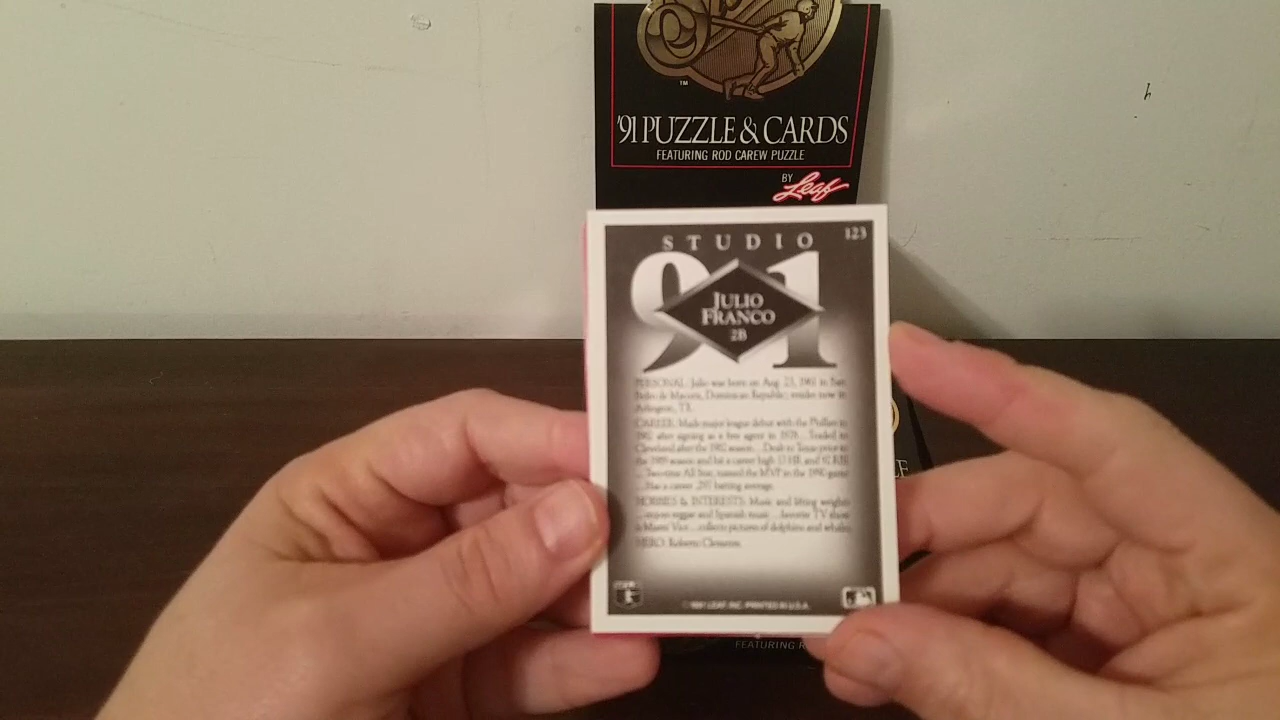 TM
'91 PUZZLE & CARDS
FEATURING ROD CAREW PUZZLE
BY Leaf
STUDIO 123
91
JULIO
FRANCO
2B
PERSONAL: Julio was born on Aug. 23, 1961 in San
Pedro de Macoris, Dominican Republic; resides now in
Arlington, TX.
CAREER: Made major league debut with the Phillies in
1982 after signing as a free agent in 1978... Traded to
Cleveland after the 1982 season... Dealt to Texas prior to
the 1989 season and hit a career high 13 HR and 92 RBI
...Two-time All Star, named the MVP in the 1990 game
...Has a career .297 batting average.
HOBBIES & INTERESTS: Music and lifting weights
...enjoys reggae and Spanish music ...favorite TV show
is Miami Vice ...collects pictures of dolphins and whales.
HERO: Roberto Clemente.
© 1991 LEAF, INC. PRINTED IN U.S.A.
FEATURING R